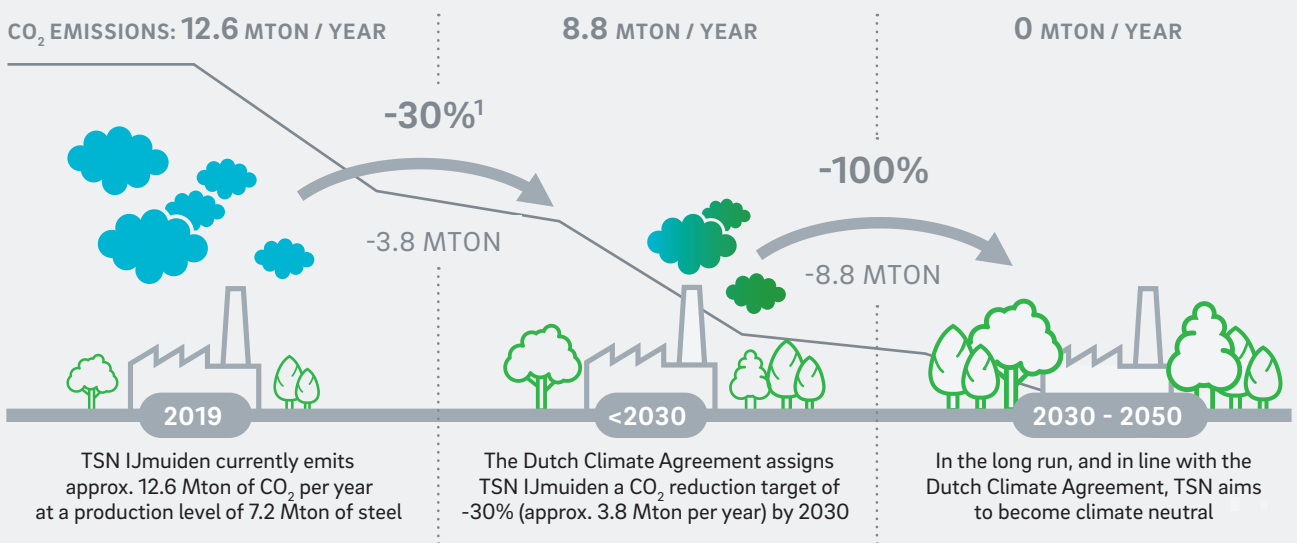 CO₂ EMISSIONS: 12.6 MTON / YEAR
8.8 MTON / YEAR
0 MTON / YEAR
-30%¹
-3.8 MTON
-100%
-8.8 MTON
2019
<2030
2030 - 2050
TSN IJmuiden currently emits
approx. 12.6 Mton of CO₂ per year
at a production level of 7.2 Mton of steel
The Dutch Climate Agreement assigns
TSN IJmuiden a CO₂ reduction target of
-30% (approx. 3.8 Mton per year) by 2030
In the long run, and in line with the
Dutch Climate Agreement, TSN aims
to become climate neutral